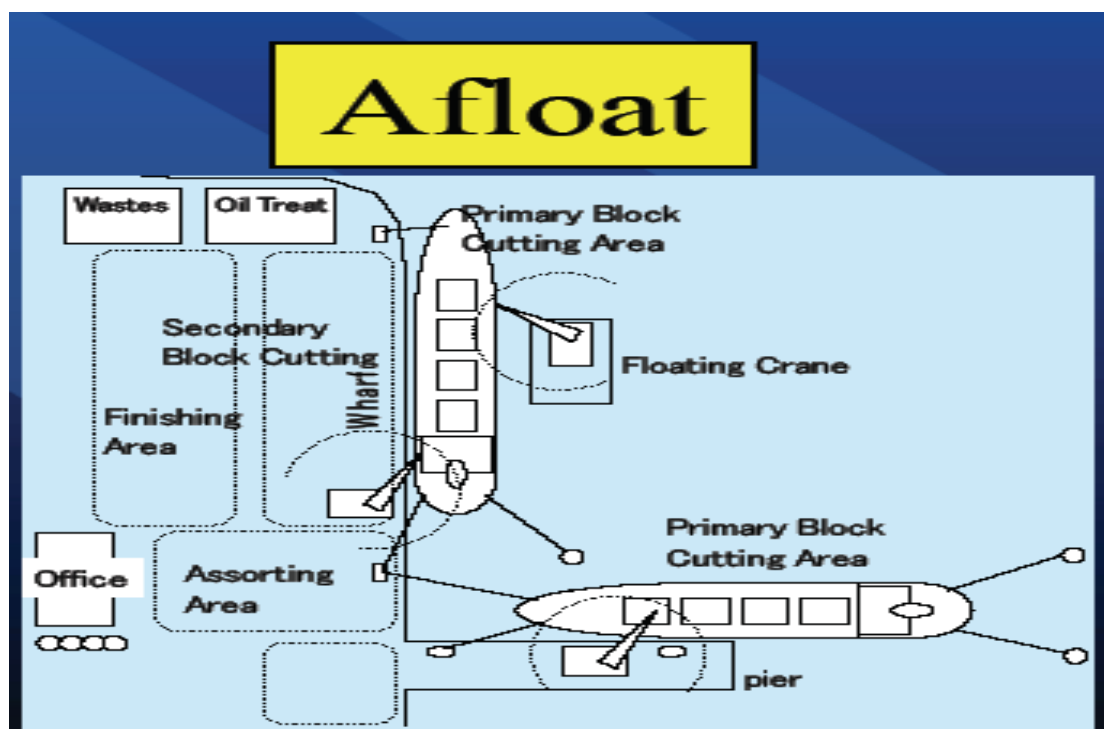 Afloat
Wastes
Oil Treat
Primary Block
Cutting Area
Secondary
Block Cutting
Wharfe
Floating Crane
Finishing
Area
Primary Block
Cutting Area
Office
Assorting
Area
pier